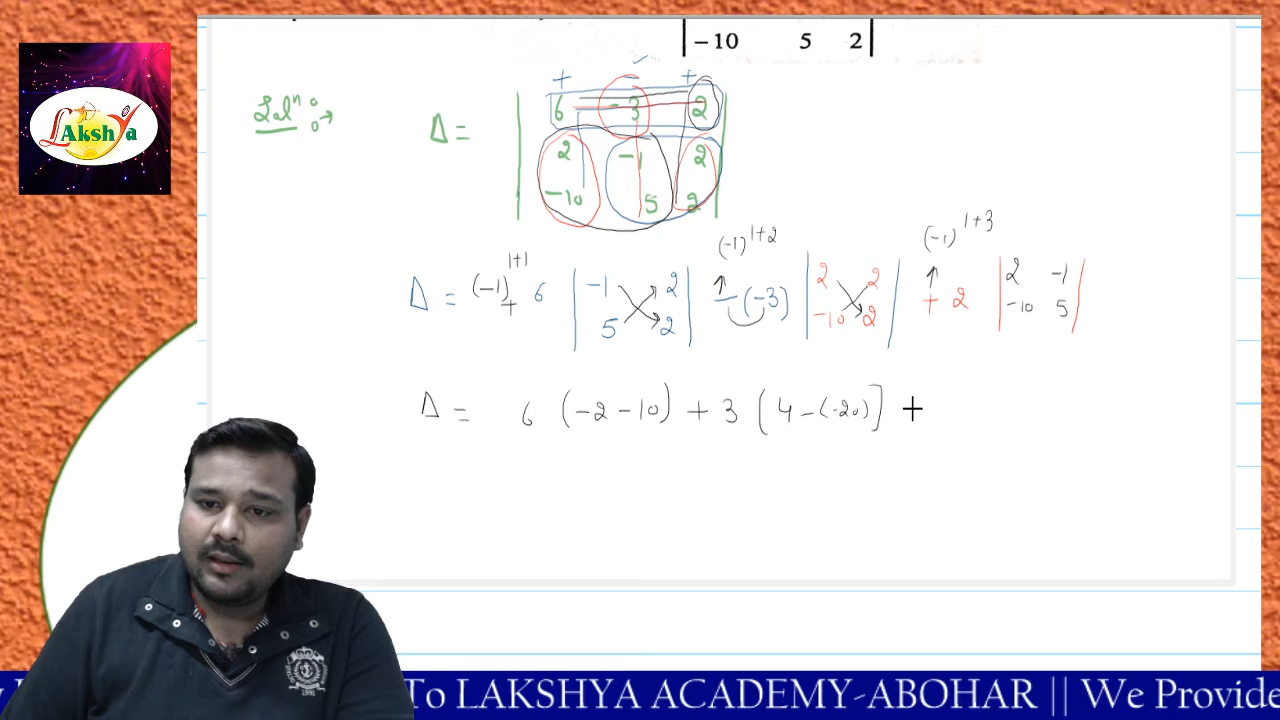 | -10 5 2 |
Lakshya
+ - +
Solⁿ :→ Δ = | 6 -3 2 |
| 2 -1 2 |
| -10 5 2 |
(-1)^{1+1} (-1)^{1+2} (-1)^{1+3}
Δ = + 6 | -1 2 | - (-3) | 2 2 | + 2 | 2 -1 |
| 5 2 | | -10 2 | | -10 5 |
Δ = 6 (-2-10) + 3 [4-(-20)] +
1991
To LAKSHYA ACADEMY-ABOHAR || We Provide